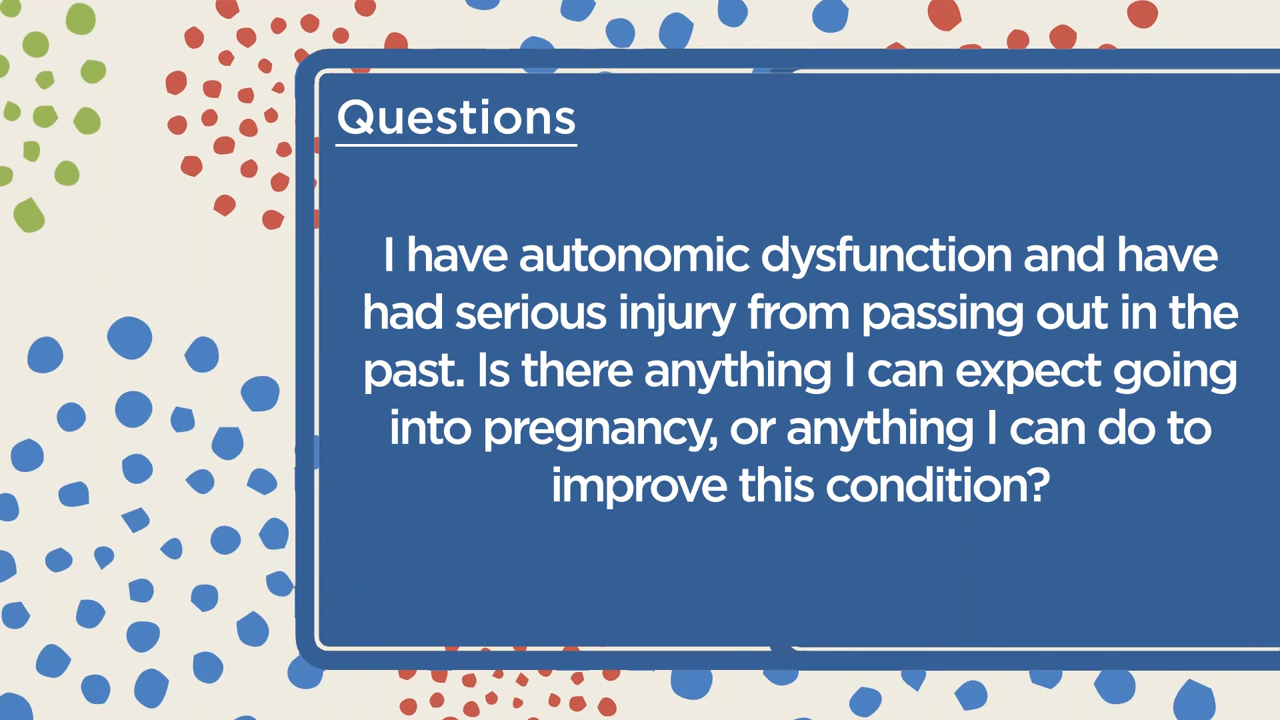 Questions
I have autonomic dysfunction and have
had serious injury from passing out in the
past. Is there anything I can expect going
into pregnancy, or anything I can do to
improve this condition?